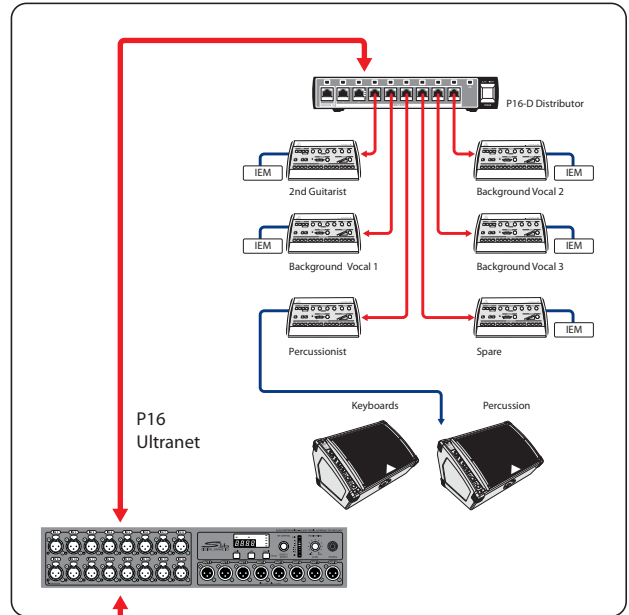 P16-D Distributor
IEM
IEM
2nd Guitarist
Background Vocal 2
IEM
IEM
Background Vocal 1
Background Vocal 3
IEM
Percussionist
Spare
Keyboards
Percussion
P16
Ultranet